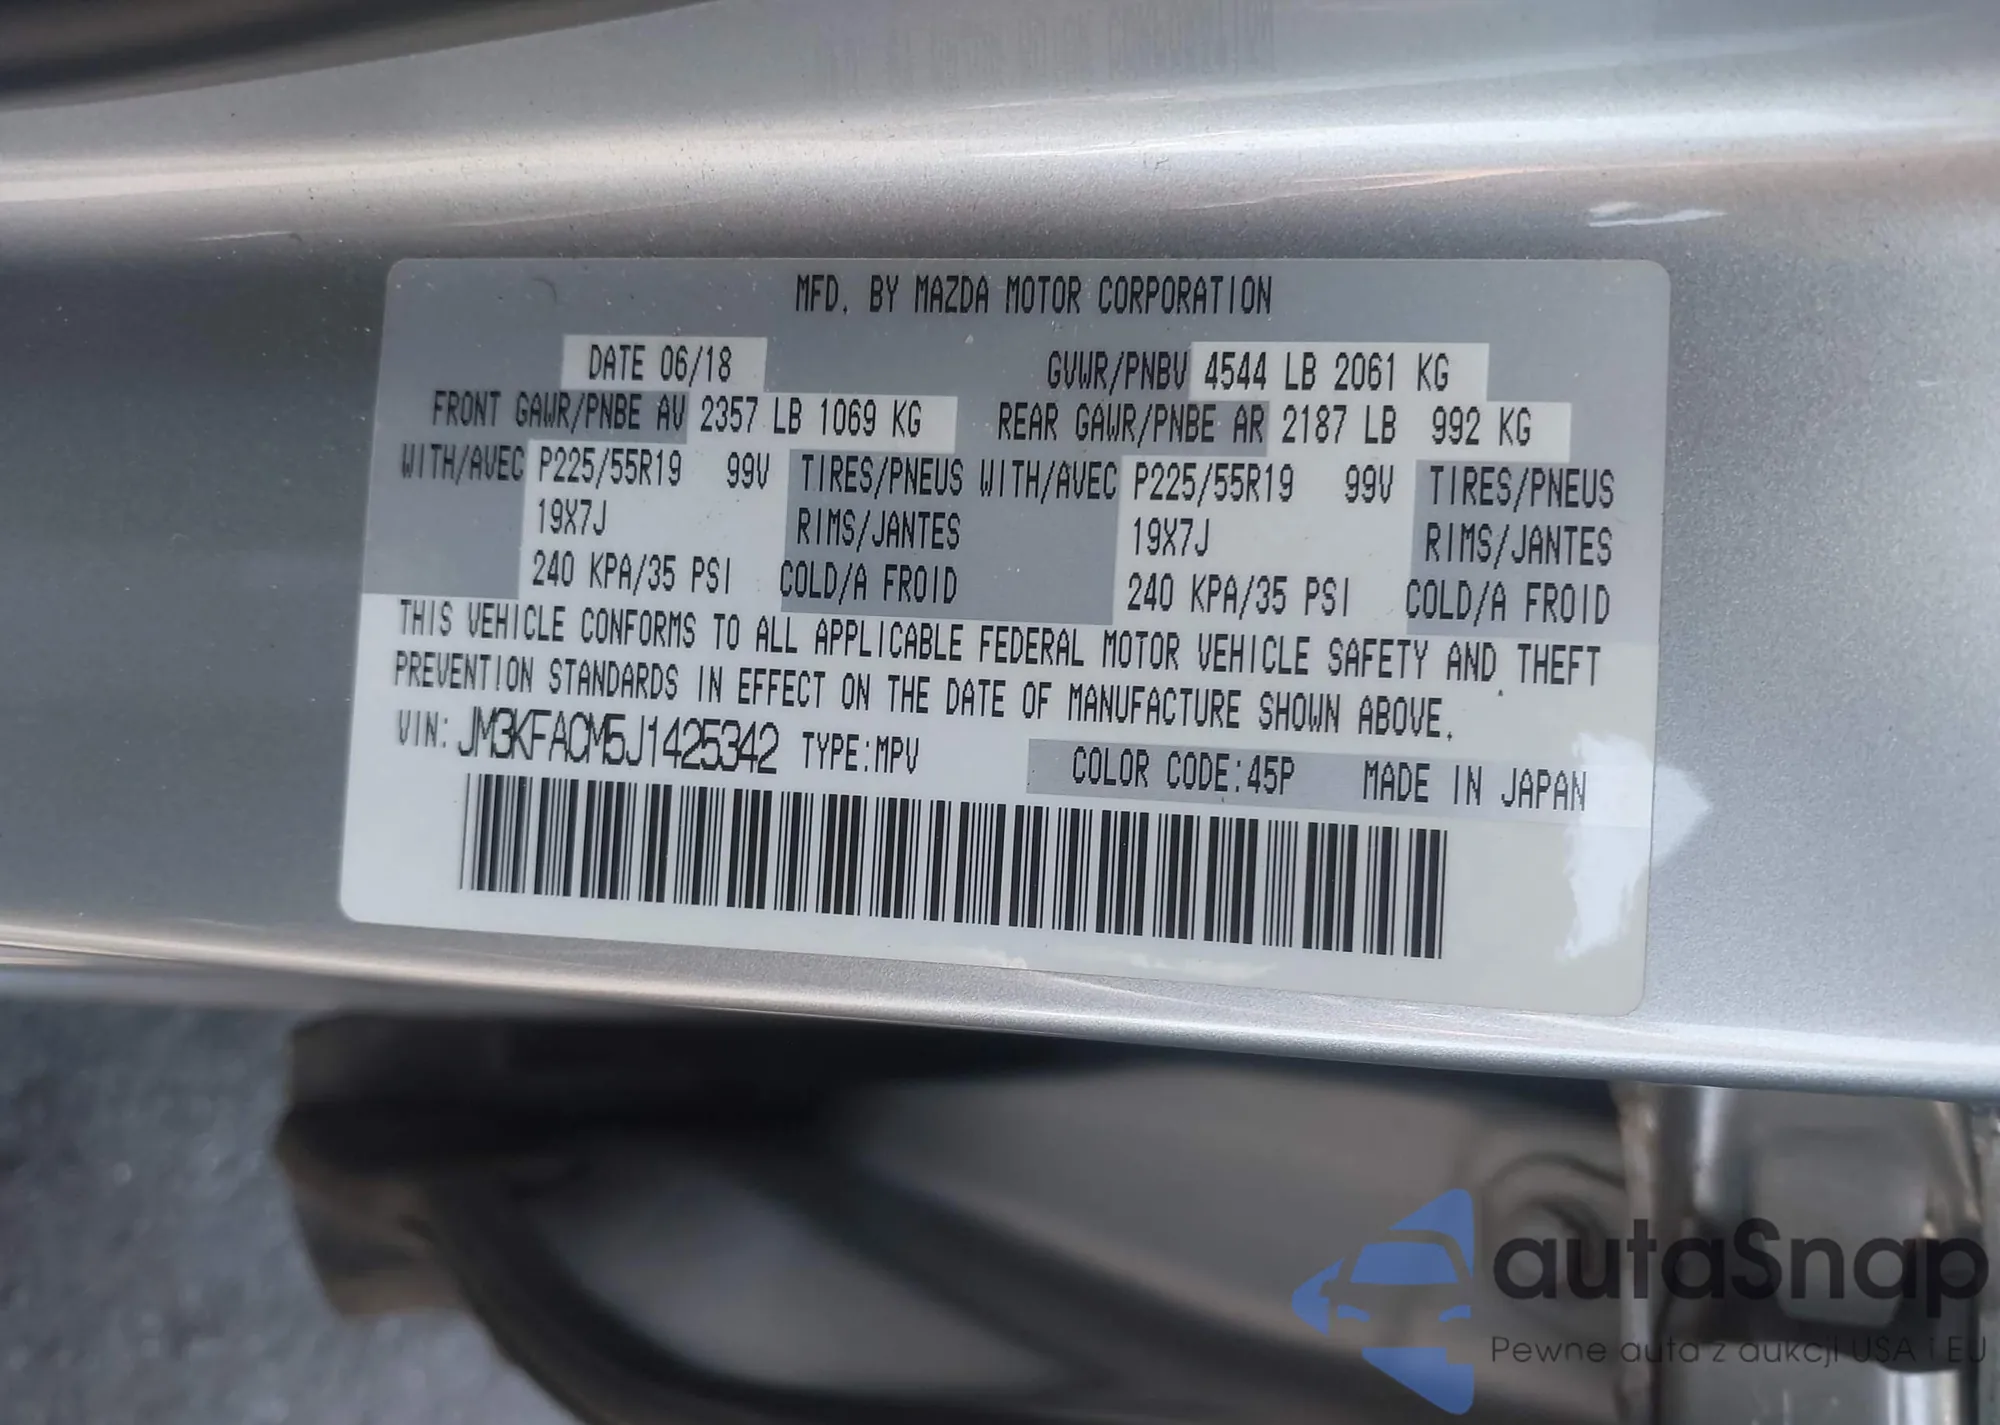 MFD. BY MAZDA MOTOR CORPORATION
DATE 06/18 GVWR/PNBV 4544 LB 2061 KG
FRONT GAWR/PNBE AV 2357 LB 1069 KG REAR GAWR/PNBE AR 2187 LB 992 KG
WITH/AVEC P225/55R19 99V TIRES/PNEUS WITH/AVEC P225/55R19 99V TIRES/PNEUS
19X7J RIMS/JANTES 19X7J RIMS/JANTES
240 KPA/35 PSI COLD/A FROID 240 KPA/35 PSI COLD/A FROID
THIS VEHICLE CONFORMS TO ALL APPLICABLE FEDERAL MOTOR VEHICLE SAFETY AND THEFT
PREVENTION STANDARDS IN EFFECT ON THE DATE OF MANUFACTURE SHOWN ABOVE.
VIN: JM3KFACM5J1425342 TYPE:MPV COLOR CODE:45P MADE IN JAPAN
autaSnap
Pewne auta z aukcji USA i EU